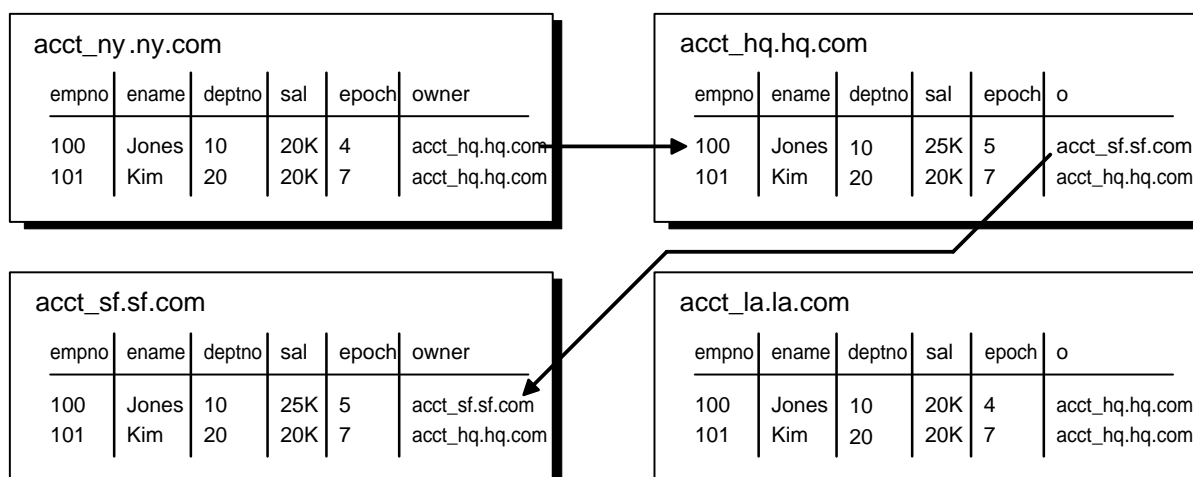 acct_ny.ny.com
empno ename deptno sal epoch owner
100 Jones 10 20K 4 acct_hq.hq.com
101 Kim 20 20K 7 acct_hq.hq.com
acct_hq.hq.com
empno ename deptno sal epoch o
100 Jones 10 25K 5 acct_sf.sf.com
101 Kim 20 20K 7 acct_hq.hq.com
acct_sf.sf.com
empno ename deptno sal epoch owner
100 Jones 10 25K 5 acct_sf.sf.com
101 Kim 20 20K 7 acct_hq.hq.com
acct_la.la.com
empno ename deptno sal epoch o
100 Jones 10 20K 4 acct_hq.hq.com
101 Kim 20 20K 7 acct_hq.hq.com